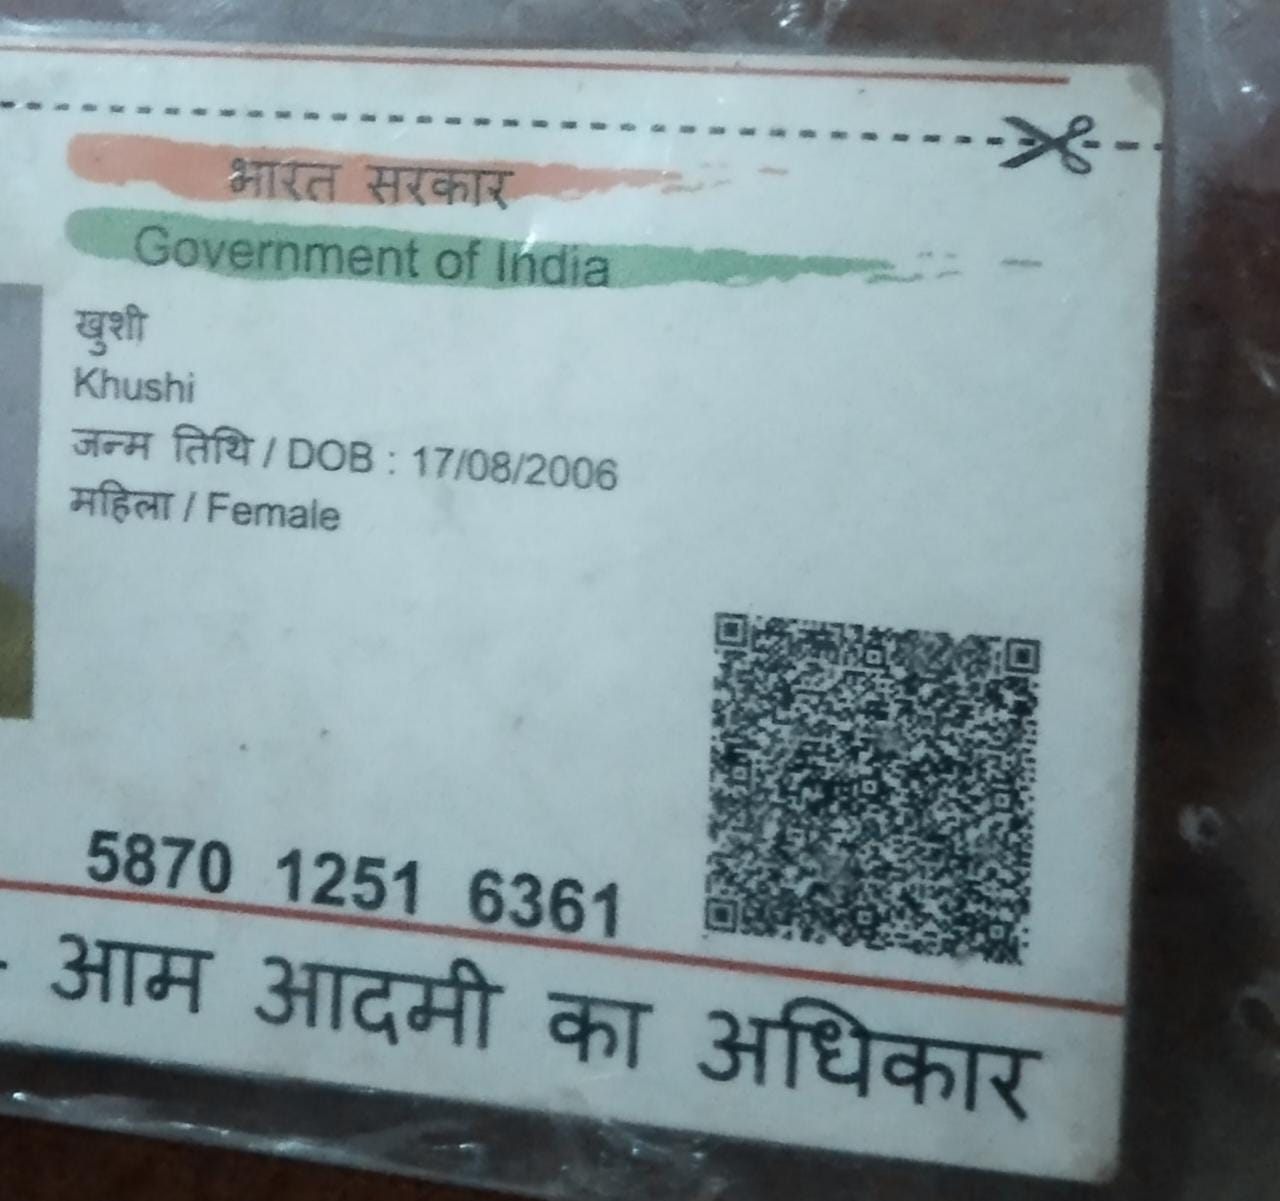 भारत सरकार
Government of India
खुशी
Khushi
जन्म तिथि / DOB : 17/08/2006
महिला / Female
5870 1251 6361
- आम आदमी का अधिकार